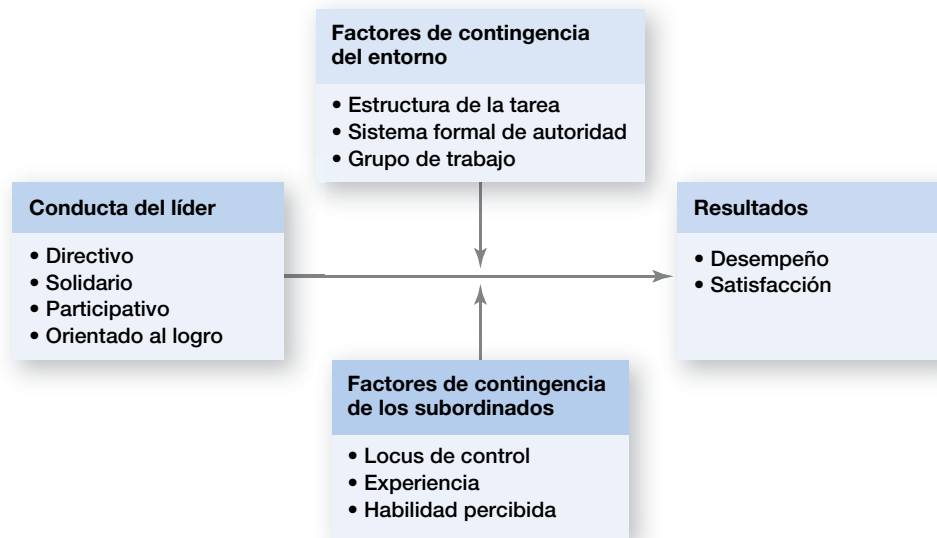 Factores de contingencia
del entorno
• Estructura de la tarea
• Sistema formal de autoridad
• Grupo de trabajo
Conducta del líder
• Directivo
• Solidario
• Participativo
• Orientado al logro
Resultados
• Desempeño
• Satisfacción
Factores de contingencia
de los subordinados
• Locus de control
• Experiencia
• Habilidad percibida